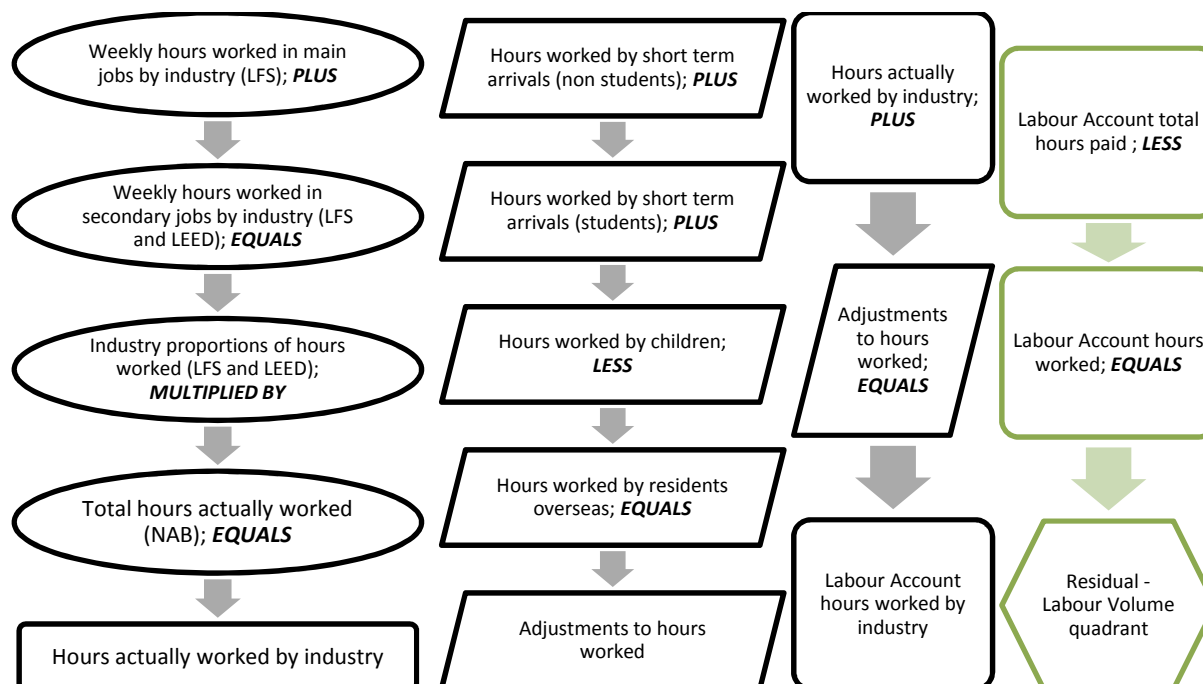 Weekly hours worked in main
jobs by industry (LFS); PLUS
Weekly hours worked in
secondary jobs by industry (LFS
and LEED); EQUALS
Industry proportions of hours
worked (LFS and LEED);
MULTIPLIED BY
Total hours actually worked
(NAB); EQUALS
Hours actually worked by industry
Hours worked by short term
arrivals (non students); PLUS
Hours worked by short term
arrivals (students); PLUS
Hours worked by children;
LESS
Hours worked by residents
overseas; EQUALS
Adjustments to hours
worked
Hours actually
worked by industry;
PLUS
Adjustments
to hours
worked;
EQUALS
Labour Account
hours worked by
industry
Labour Account total
hours paid ; LESS
Labour Account hours
worked; EQUALS
Residual -
Labour Volume
quadrant